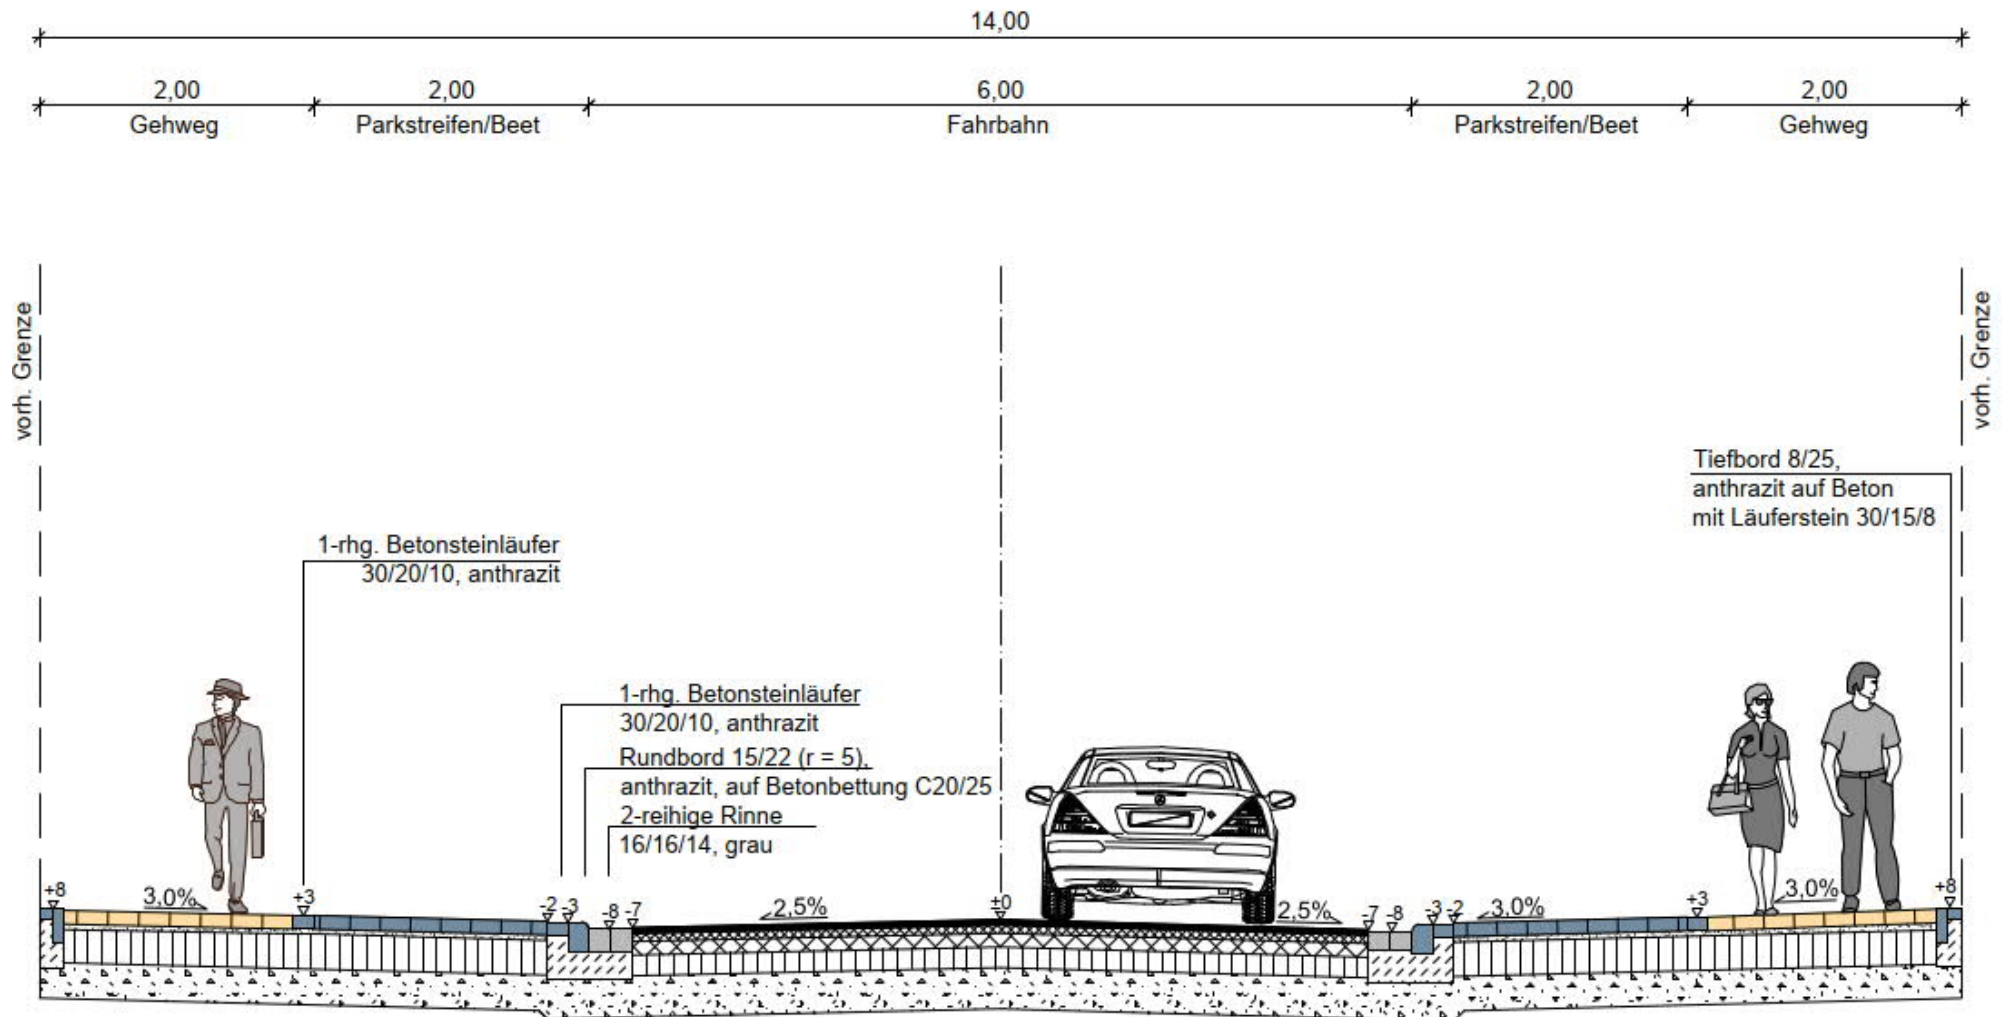 14,00
2,00
2,00
6,00
2,00
2,00
Gehweg
Parkstreifen/Beet
Fahrbahn
Parkstreifen/Beet
Gehweg
vorh. Grenze
vorh. Grenze
Tiefbord 8/25,
anthrazit auf Beton
mit Läuferstein 30/15/8
1-rhg. Betonsteinläufer
30/20/10, anthrazit
1-rhg. Betonsteinläufer
30/20/10, anthrazit
Rundbord 15/22 (r = 5),
anthrazit, auf Betonbettung C20/25
2-reihige Rinne
16/16/14, grau
+8
3,0%
+3
-2
-3
-8
-7
2,5%
±0
2,5%
-7
-8
-3
-2
3,0%
+3
3,0%
+8